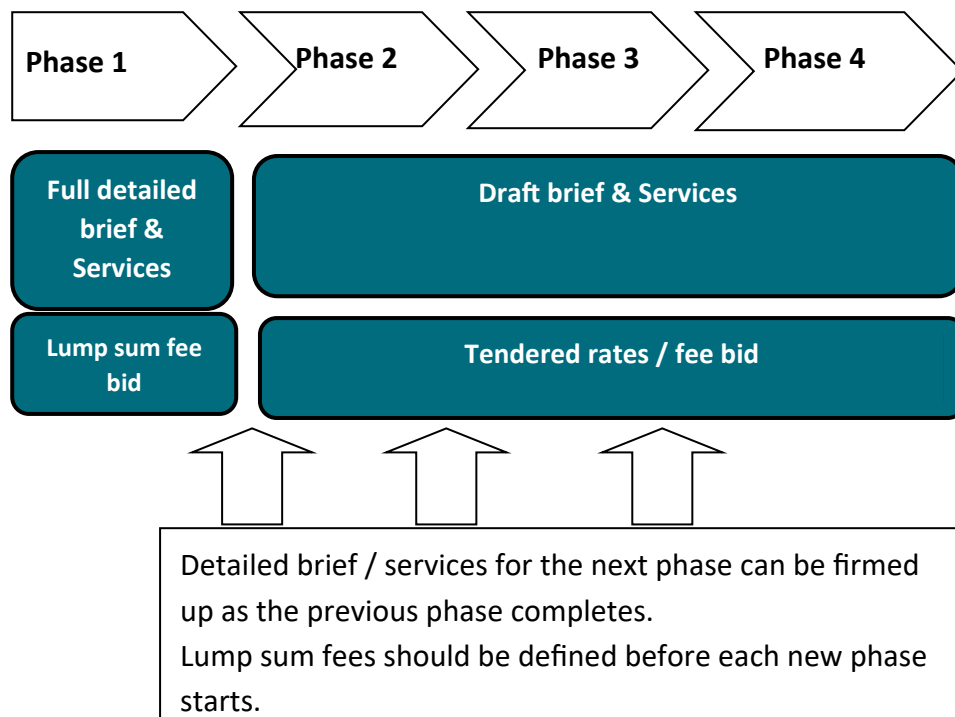 Phase 1
Phase 2
Phase 3
Phase 4
Full detailed
brief &
Services
Draft brief & Services
Lump sum fee
bid
Tendered rates / fee bid
Detailed brief / services for the next phase can be firmed
up as the previous phase completes.
Lump sum fees should be defined before each new phase
starts.